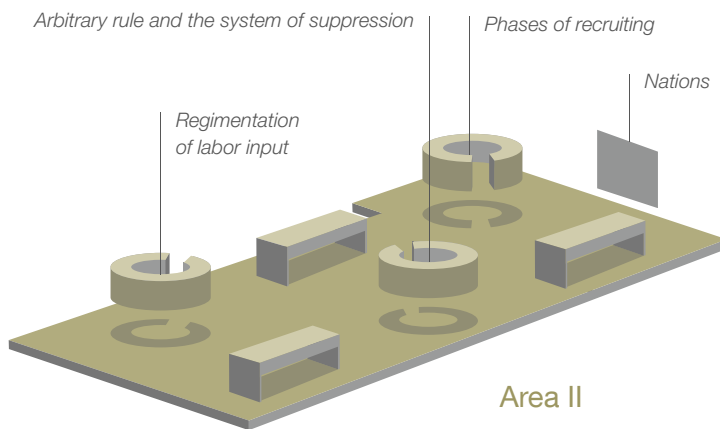 Arbitrary rule and the system of suppression
Phases of recruiting
Nations
Regimentation
of labor input
Area II